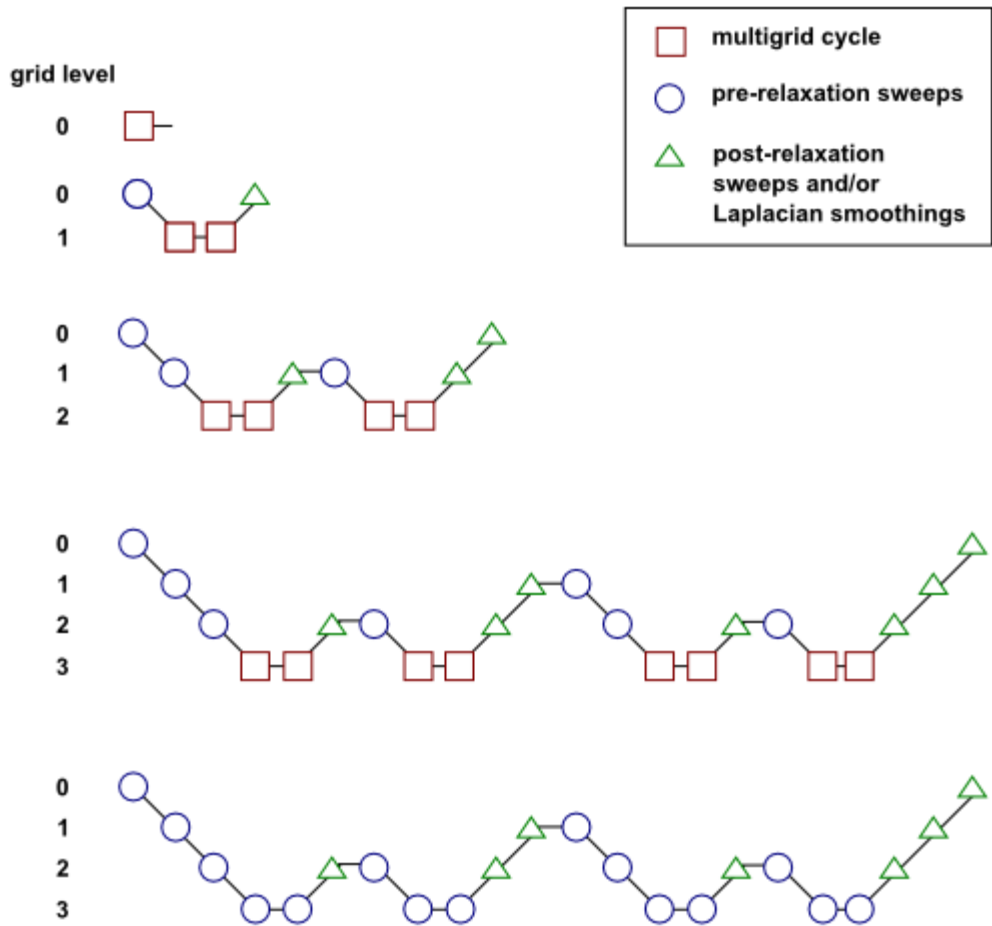 multigrid cycle
pre-relaxation sweeps
post-relaxation
sweeps and/or
Laplacian smoothings
grid level
0
0
1
0
1
2
0
1
2
3
0
1
2
3